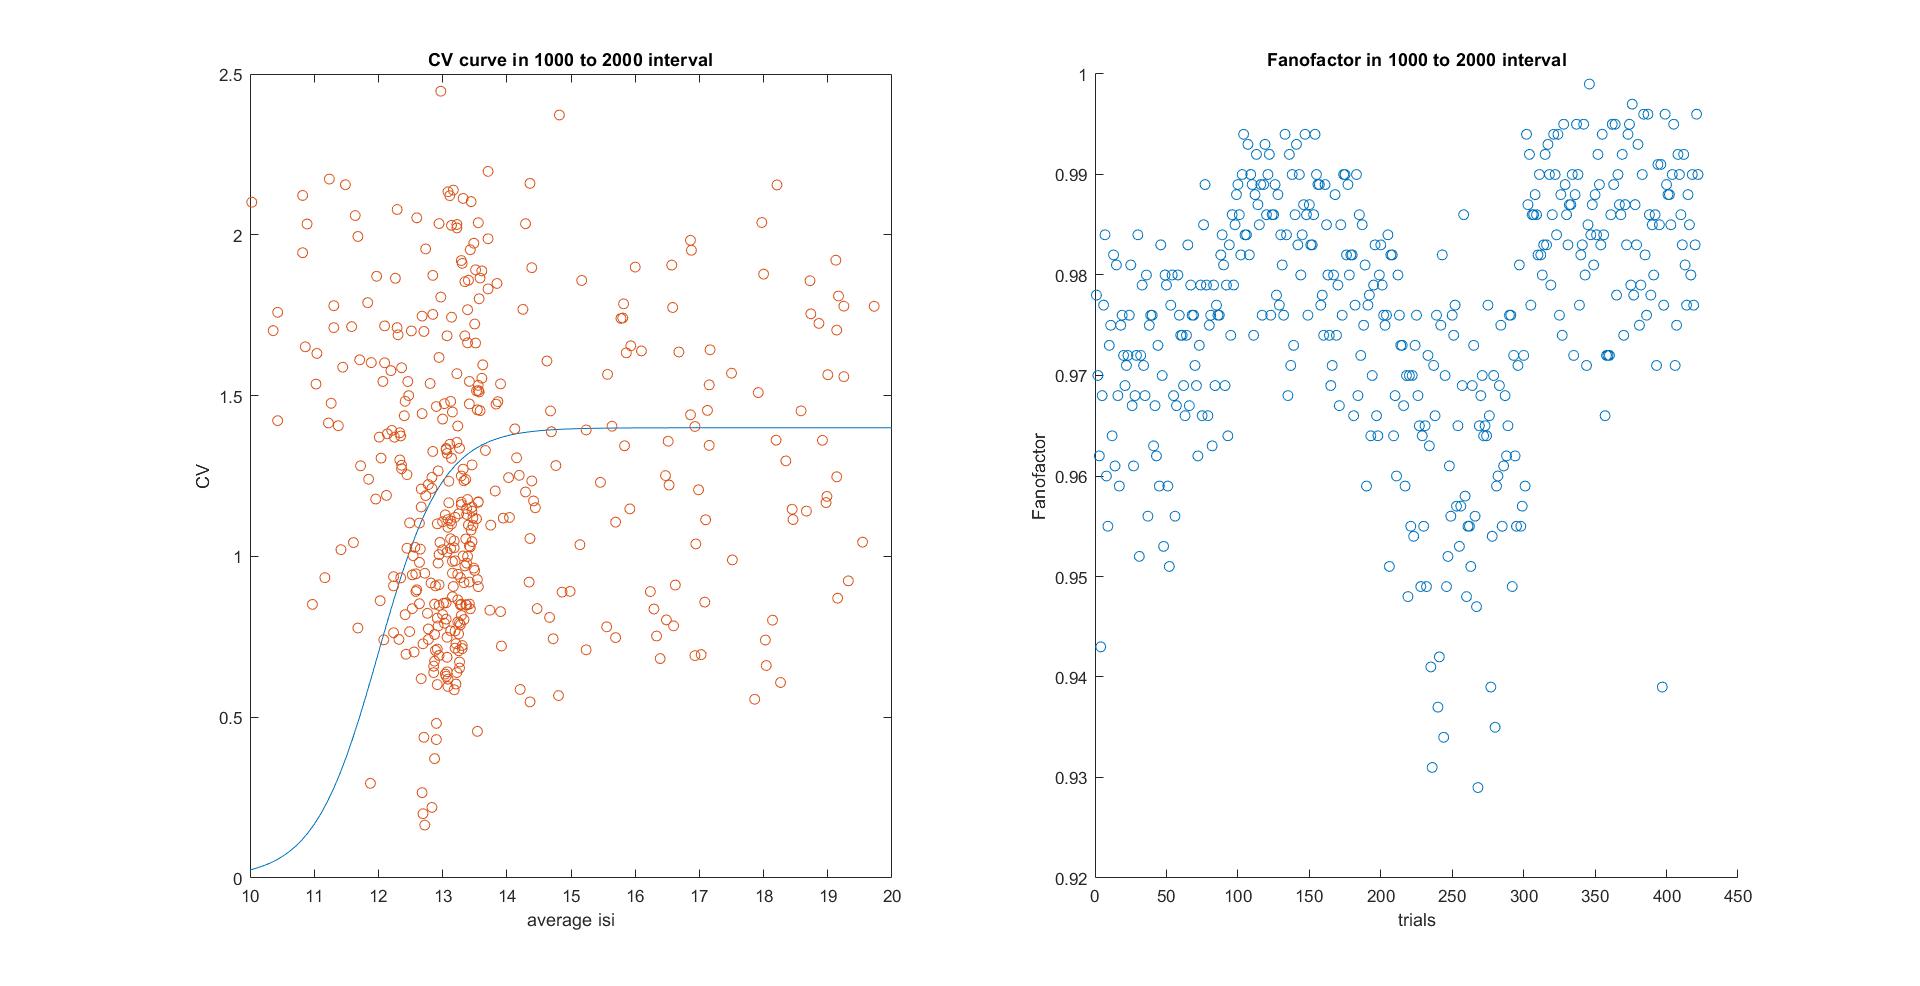 CV curve in 1000 to 2000 interval
2.5
2
1.5
1
0.5
0
CV
10 11 12 13 14 15 16 17 18 19 20
average isi
Fanofactor in 1000 to 2000 interval
1
0.99
0.98
0.97
0.96
0.95
0.94
0.93
0.92
Fanofactor
0 50 100 150 200 250 300 350 400 450
trials